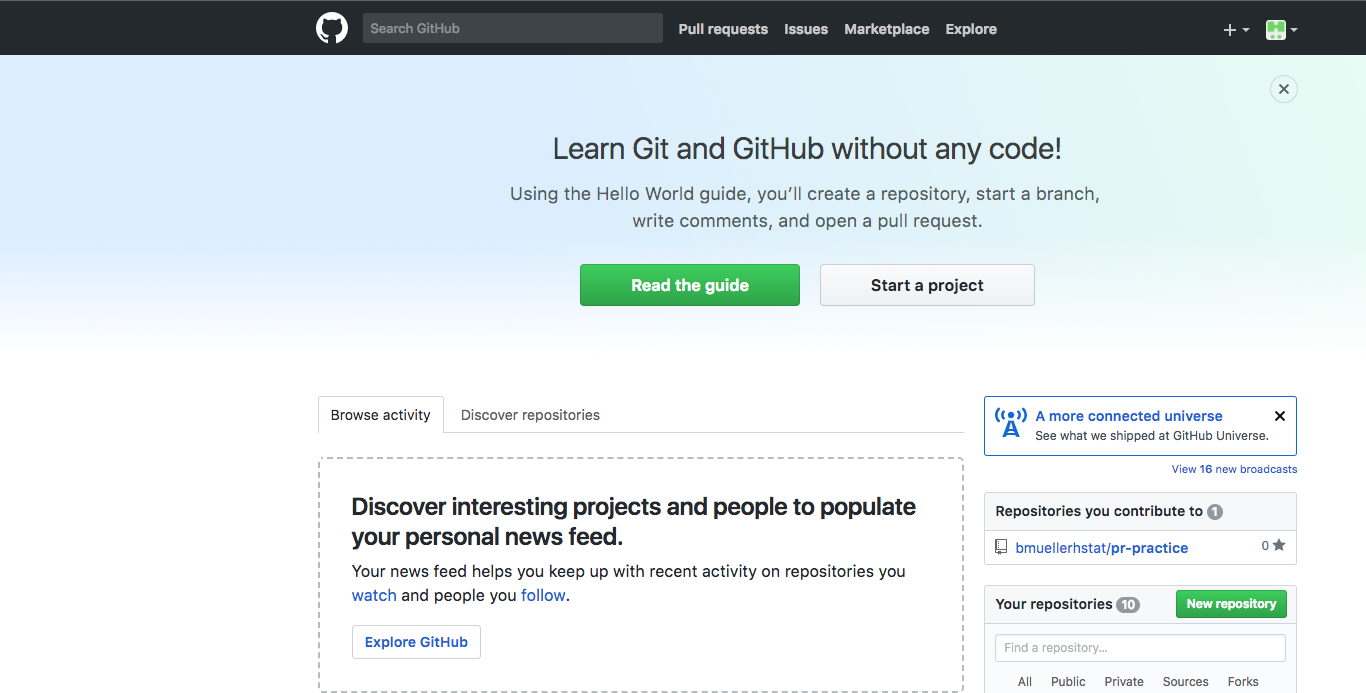 Search GitHub
Pull requests
Issues
Marketplace
Explore
Learn Git and GitHub without any code!
Using the Hello World guide, you’ll create a repository, start a branch,
write comments, and open a pull request.
Read the guide
Start a project
Browse activity
Discover repositories
Discover interesting projects and people to populate
your personal news feed.
Your news feed helps you keep up with recent activity on repositories you
watch and people you follow.
Explore GitHub
A more connected universe
See what we shipped at GitHub Universe.
View 16 new broadcasts
Repositories you contribute to 1
bmuellerhstat/pr-practice 0
Your repositories 10
New repository
Find a repository…
All Public Private Sources Forks